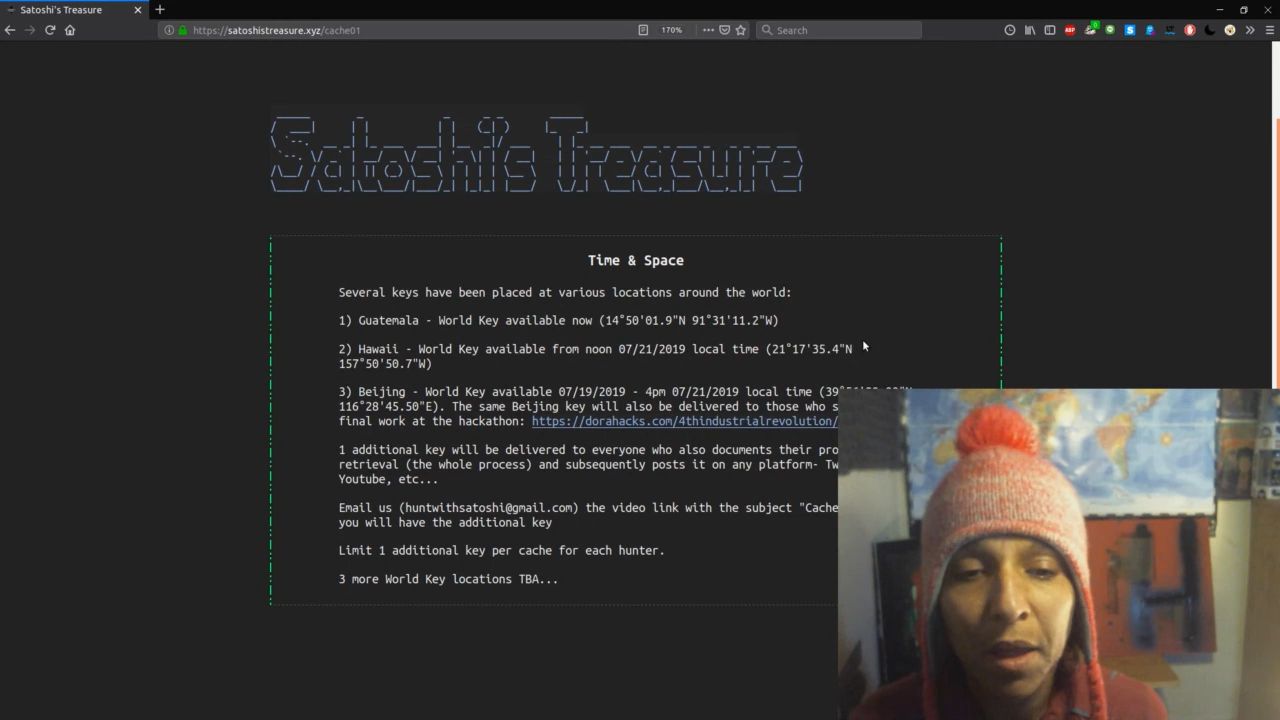 Satoshi's Treasure
https://satoshistreasure.xyz/cache01
170%
Search
ABP
0
Satoshi's Treasure
Time & Space
Several keys have been placed at various locations around the world:
1) Guatemala - World Key available now (14°50'01.9"N 91°31'11.2"W)
2) Hawaii - World Key available from noon 07/21/2019 local time (21°17'35.4"N
157°50'50.7"W)
3) Beijing - World Key available 07/19/2019 - 4pm 07/21/2019 local time
116°28'45.50"E). The same Beijing key will also be delivered to those who
final work at the hackathon: https://dorahacks.com/4thindustrialrevolution/
1 additional key will be delivered to everyone who also documents their
retrieval (the whole process) and subsequently posts it on any platform-
Youtube, etc...
Email us (huntwithsatoshi@gmail.com) the video link with the subject "Cache
you will have the additional key
Limit 1 additional key per cache for each hunter.
3 more World Key locations TBA...